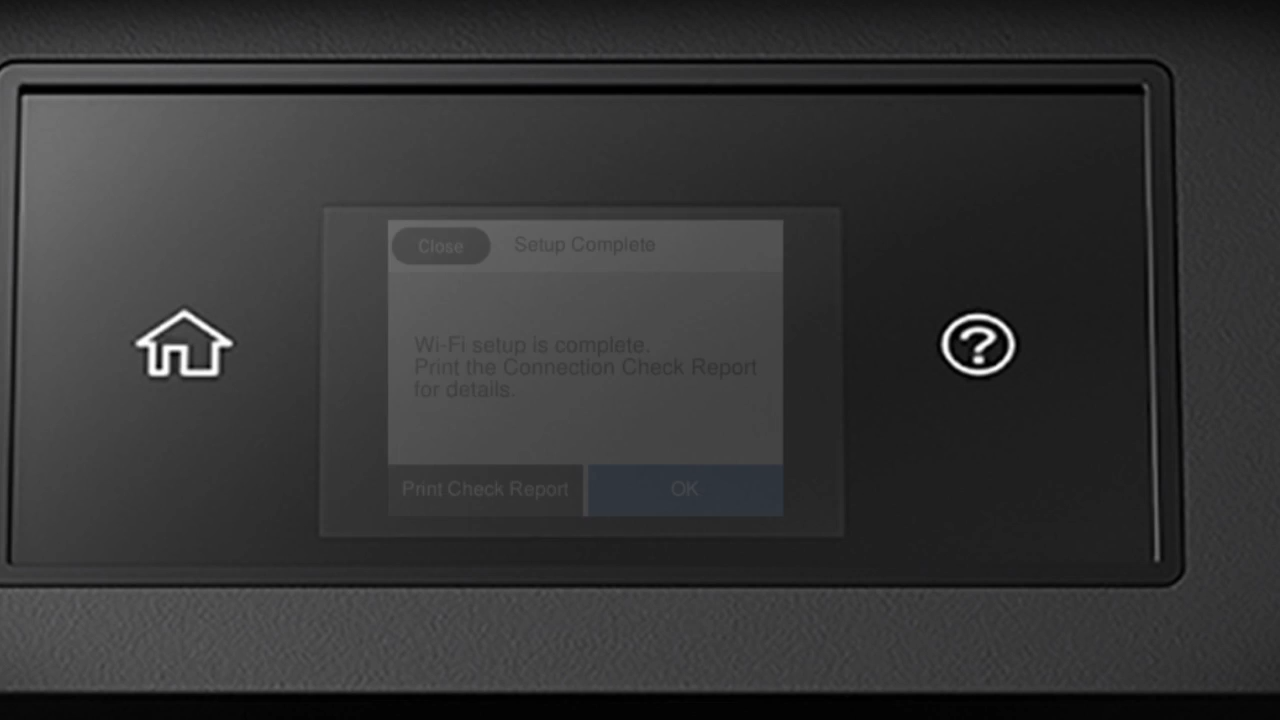 Close
Setup Complete
Wi-Fi setup is complete.
Print the Connection Check Report
for details.
Print Check Report
OK